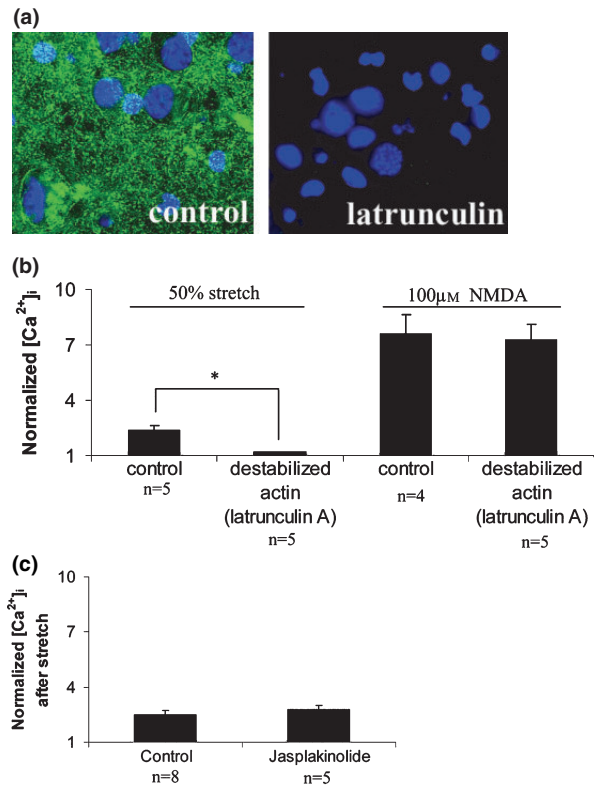 (a)
control
latrunculin
(b)
Normalized [Ca2+]i
10
7
4
1
50% stretch
100µM NMDA
*
control
n=5
destabilized
actin
(latrunculin A)
n=5
control
n=4
destabilized
actin
(latrunculin A)
n=5
(c)
Normalized [Ca2+]i
after stretch
10
7
4
1
Control
n=8
Jasplakinolide
n=5